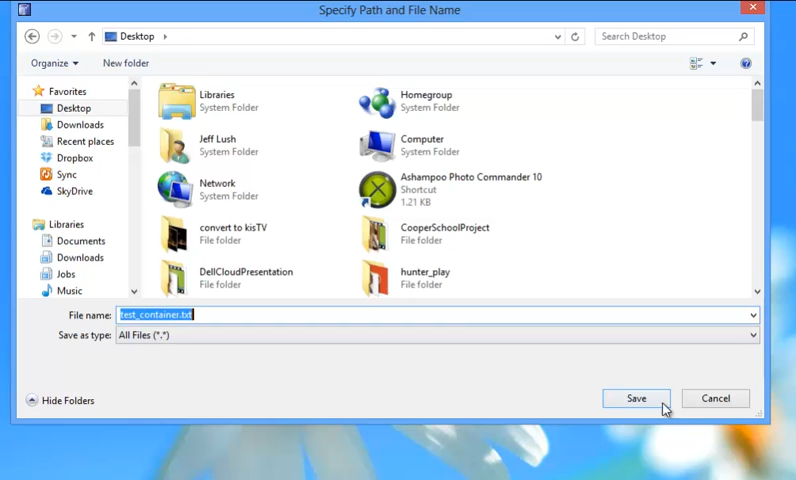 Specify Path and File Name
Desktop
Search Desktop
Organize
New folder
Favorites
Desktop
Downloads
Recent places
Dropbox
Sync
SkyDrive
Libraries
Documents
Downloads
Jobs
Music
Libraries
System Folder
Homegroup
System Folder
Jeff Lush
System Folder
Computer
System Folder
Network
System Folder
Ashampoo Photo Commander 10
Shortcut
1.21 KB
convert to kisTV
File folder
CooperSchoolProject
File folder
DellCloudPresentation
File folder
hunter_play
File folder
File name: test_container.txt
Save as type: All Files (*.*)
Hide Folders
Save
Cancel